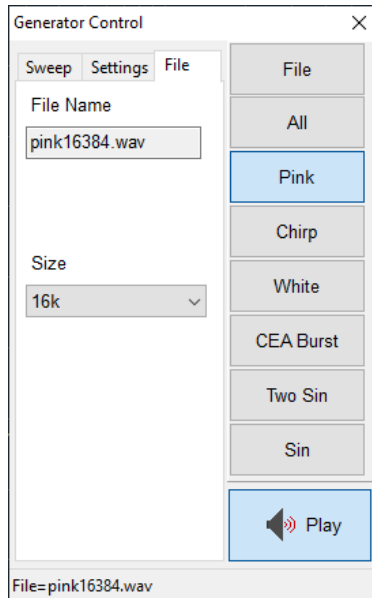 Generator Control
Sweep Settings File
File Name
pink16384.wav
Size
16k
File
All
Pink
Chirp
White
CEA Burst
Two Sin
Sin
Play
File=pink16384.wav